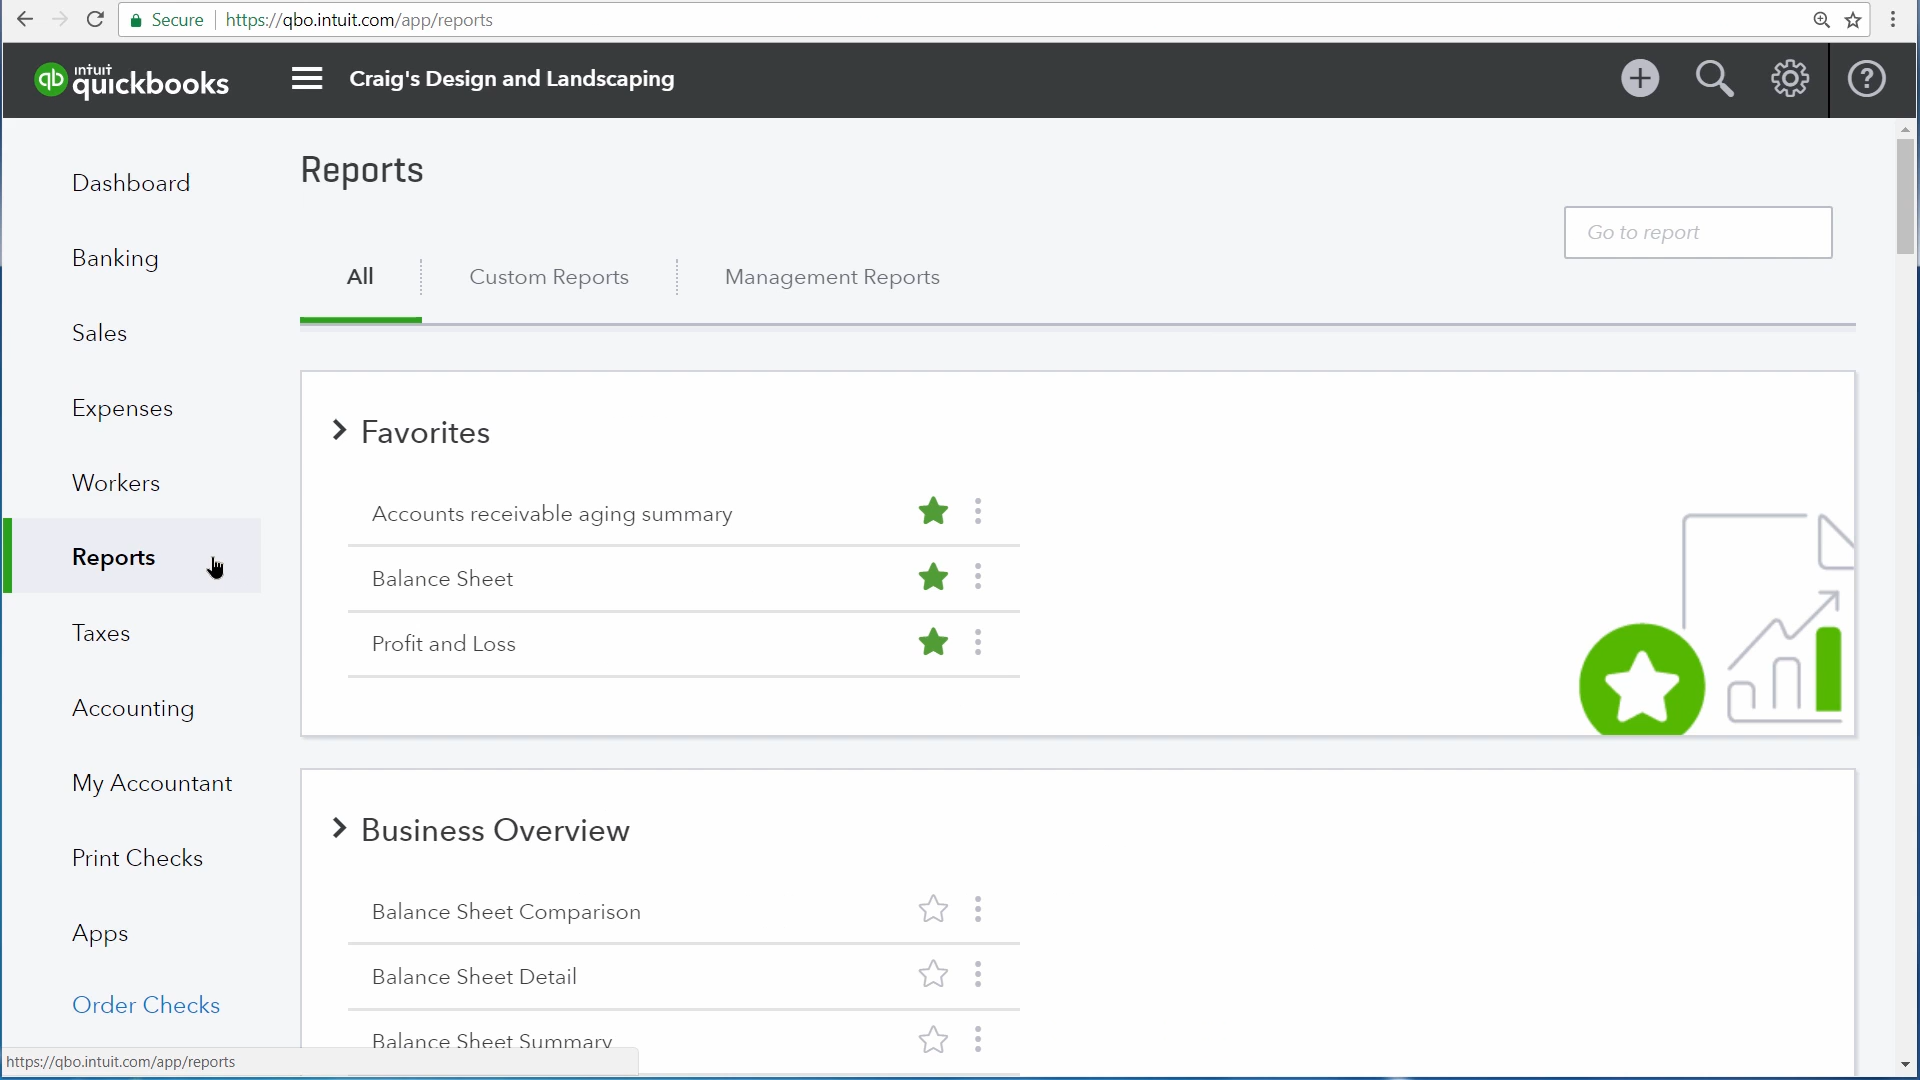 Secure https://qbo.intuit.com/app/reports
intuit quickbooks
Craig's Design and Landscaping
Dashboard
Banking
Sales
Expenses
Workers
Reports
Taxes
Accounting
My Accountant
Print Checks
Apps
Order Checks
Reports
Go to report
All Custom Reports Management Reports
Favorites
Accounts receivable aging summary
Balance Sheet
Profit and Loss
Business Overview
Balance Sheet Comparison
Balance Sheet Detail
Balance Sheet Summary
https://qbo.intuit.com/app/reports